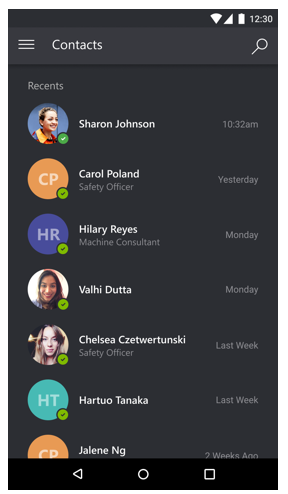 12:30
Contacts
Recents
Sharon Johnson 10:32am
CP Carol Poland Yesterday
Safety Officer
HR Hilary Reyes Monday
Machine Consultant
Valhi Dutta Monday
Chelsea Czetwertunski Last Week
Safety Officer
HT Hartuo Tanaka Last Week
CP Jalene Ng 2 Weeks Ago